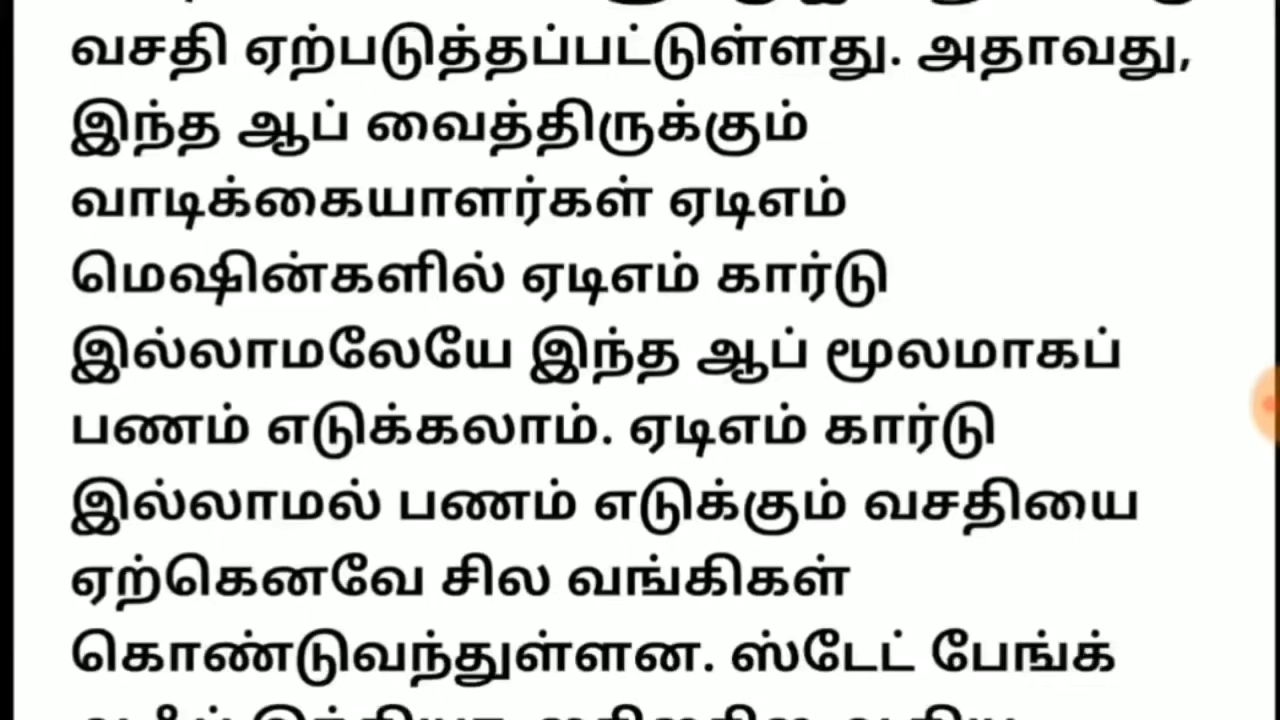 வசதி ஏற்படுத்தப்பட்டுள்ளது. அதாவது,
இந்த ஆப் வைத்திருக்கும்
வாடிக்கையாளர்கள் ஏடிஎம்
மெஷின்களில் ஏடிஎம் கார்டு
இல்லாமலேயே இந்த ஆப் மூலமாகப்
பணம் எடுக்கலாம். ஏடிஎம் கார்டு
இல்லாமல் பணம் எடுக்கும் வசதியை
ஏற்கெனவே சில வங்கிகள்
கொண்டுவந்துள்ளன. ஸ்டேட் பேங்க்